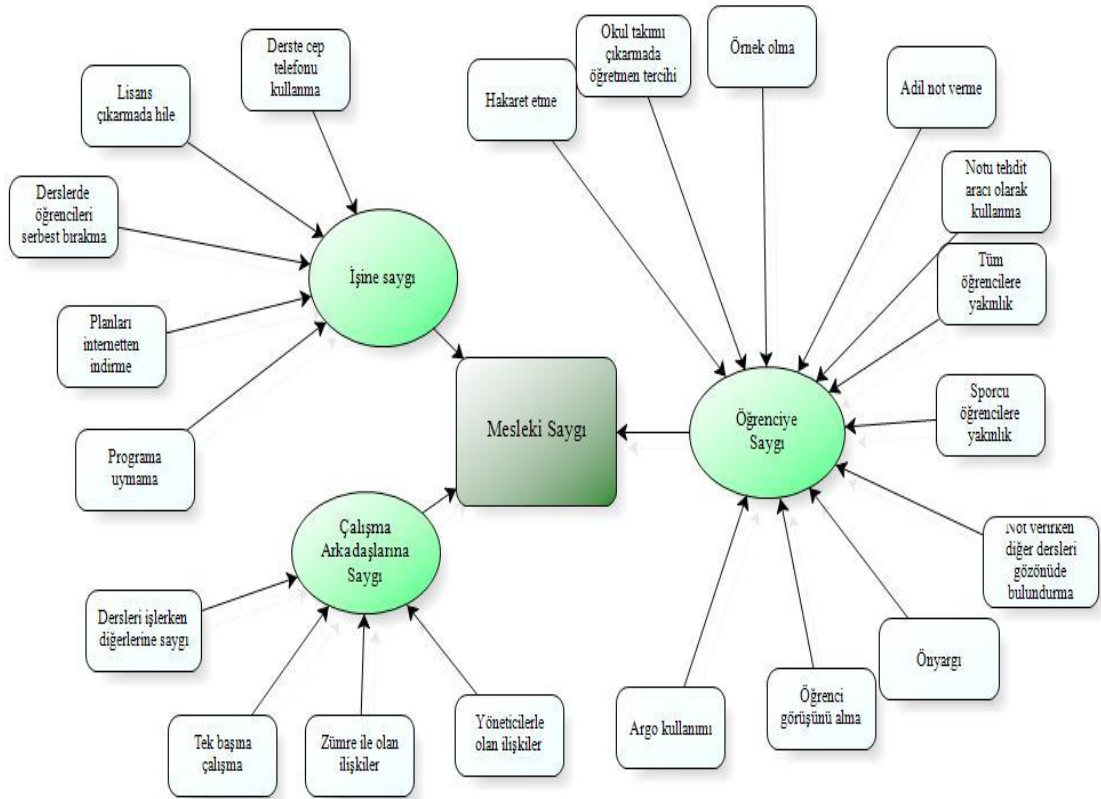 Derste cep
telefonu
kullanma
Lisans
çıkarmada hile
Derslerde
öğrencileri
serbest bırakma
Planları
internetten
indirme
Programa
uymama
İşine saygı
Hakaret etme
Okul takımı
çıkarmada
öğretmen tercihi
Örnek olma
Adil not verme
Notu tehdit
aracı olarak
kullanma
Tüm
öğrencilere
yakınlık
Sporcu
öğrencilere
yakınlık
Not verirken
diğer dersleri
gözönüde
bulundurma
Önyargı
Öğrenci
görüşünü alma
Argo kullanımı
Öğrenciye
Saygı
Mesleki Saygı
Çalışma
Arkadaşlarına
Saygı
Dersleri işlerken
diğerlerine saygı
Tek başına
çalışma
Zümre ile olan
ilişkiler
Yöneticilerle
olan ilişkiler